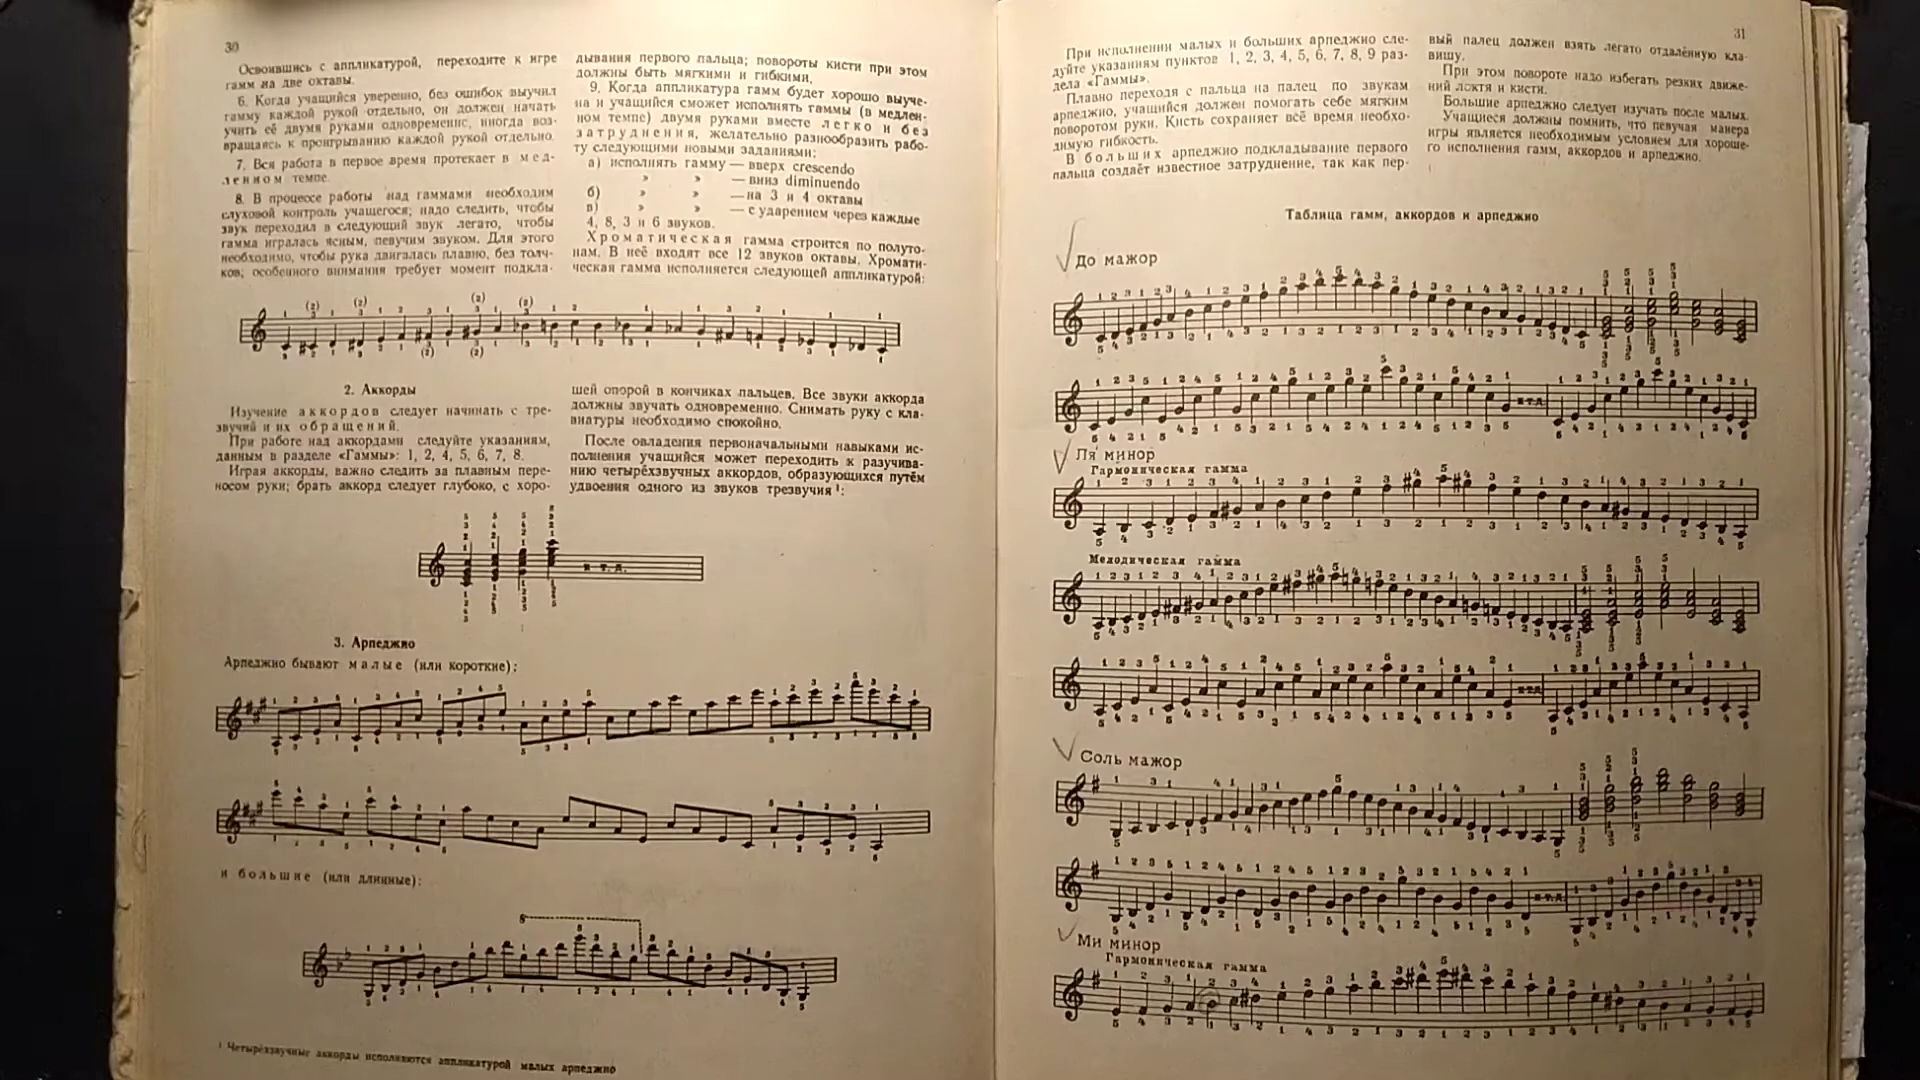 30
Освоившись с аппликатурой, переходите к игре
гамм на две октавы.
6. Когда учащийся уверенно, без ошибок выучил
гамму каждой рукой отдельно, он должен начать
учить её двумя руками одновременно, иногда воз-
вращаясь к проигрыванию каждой рукой отдельно.
7. Вся работа в первое время протекает в мед-
ленном темпе.
8. В процессе работы над гаммами необходим
слуховой контроль учащегося; надо следить, чтобы
звук переходил в следующий звук легато, чтобы
гамма игралась ясным, певучим звуком. Для этого
необходимо, чтобы рука двигалась плавно, без толч-
ков; особенного внимания требует момент подкла-
дывания первого пальца; повороты кисти при этом
должны быть мягкими и гибкими.
9. Когда аппликатура гамм будет хорошо выуче-
на и учащийся сможет исполнять гаммы (в медлен-
ном темпе) двумя руками вместе легко и без
затруднения, желательно разнообразить рабо-
ту следующими новыми заданиями:
а) исполнять гамму — вверх crescendo
» » — вниз diminuendo
б) » » — на 3 и 4 октавы
в) » » — с ударением через каждые
4, 8, 3 и 6 звуков.
Хроматическая гамма строится по полуто-
нам. В неё входят все 12 звуков октавы. Хромати-
ческая гамма исполняется следующей аппликатурой:
2. Аккорды
Изучение аккордов следует начинать с тре-
звучий и их обращений.
При работе над аккордами следуйте указаниям,
данным в разделе «Гаммы»: 1, 2, 4, 5, 6, 7, 8.
Играя аккорды, важно следить за плавным пере-
носом руки; брать аккорд следует глубоко, с хоро-
шей опорой в кончиках пальцев. Все звуки аккорда
должны звучать одновременно. Снимать руку с кла-
виатуры необходимо спокойно.
После овладения первоначальными навыками ис-
полнения учащийся может переходить к разучива-
нию четырёхзвучных аккордов, образующихся путём
удвоения одного из звуков трезвучия ¹:
и т. д.
3. Арпеджио
Арпеджио бывают малые (или короткие):
и большие (или длинные):
¹ Четырёхзвучные аккорды исполняются аппликатурой малых арпеджио
31
При исполнении малых и больших арпеджио сле-
дуйте указаниям пунктов 1, 2, 3, 4, 5, 6, 7, 8, 9 раз-
дела «Гаммы».
Плавно переходя с пальца на палец по звукам
арпеджио, учащийся должен помогать себе мягким
поворотом руки. Кисть сохраняет всё время необхо-
димую гибкость.
В больших арпеджио подкладывание первого
пальца создаёт известное затруднение, так как пер-
вый палец должен взять легато отдалённую кла-
вишу.
При этом повороте надо избегать резких движе-
ний локтя и кисти.
Большие арпеджио следует изучать после малых.
Учащиеся должны помнить, что певучая манера
игры является необходимым условием для хороше-
го исполнения гамм, аккордов и арпеджио.
Таблица гамм, аккордов и арпеджио
До мажор
и т.д.
Ля минор
Гармоническая гамма
Мелодическая гамма
и т.д.
Соль мажор
и т.д.
Ми минор
Гармоническая гамма